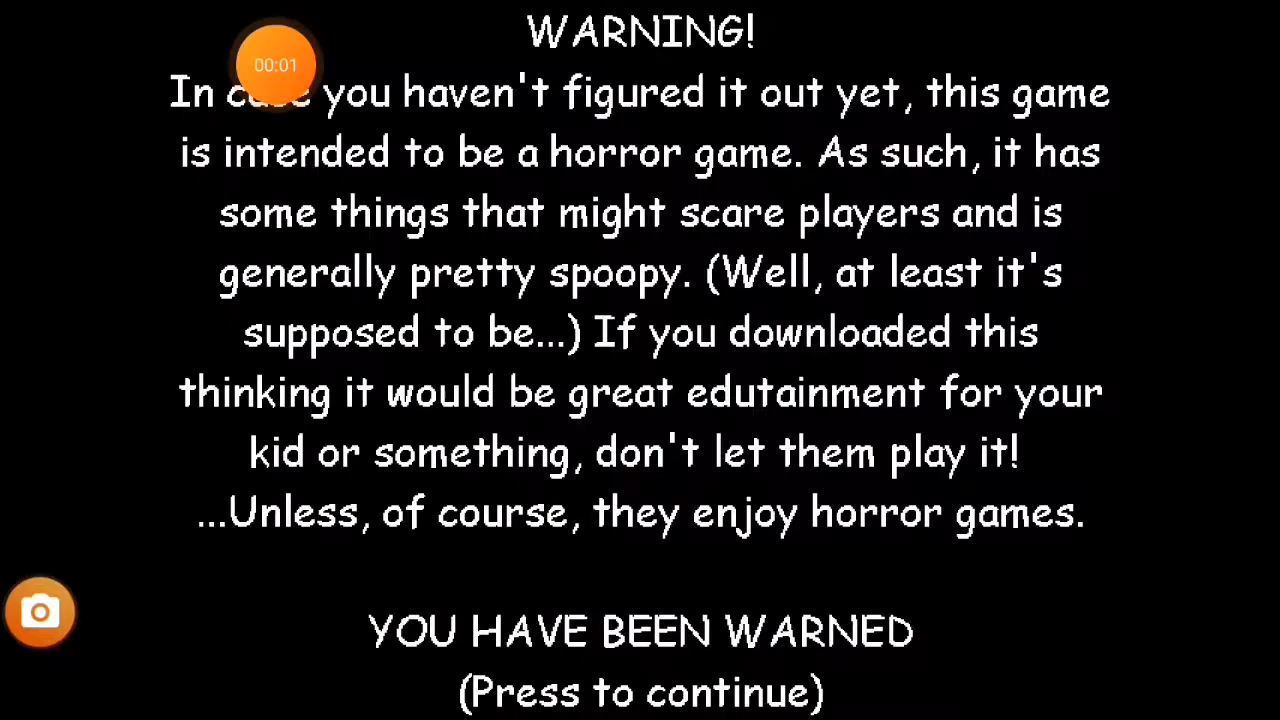 WARNING!
00:01
In case you haven't figured it out yet, this game
is intended to be a horror game. As such, it has
some things that might scare players and is
generally pretty spoopy. (Well, at least it's
supposed to be...) If you downloaded this
thinking it would be great edutainment for your
kid or something, don't let them play it!
...Unless, of course, they enjoy horror games.
YOU HAVE BEEN WARNED
(Press to continue)